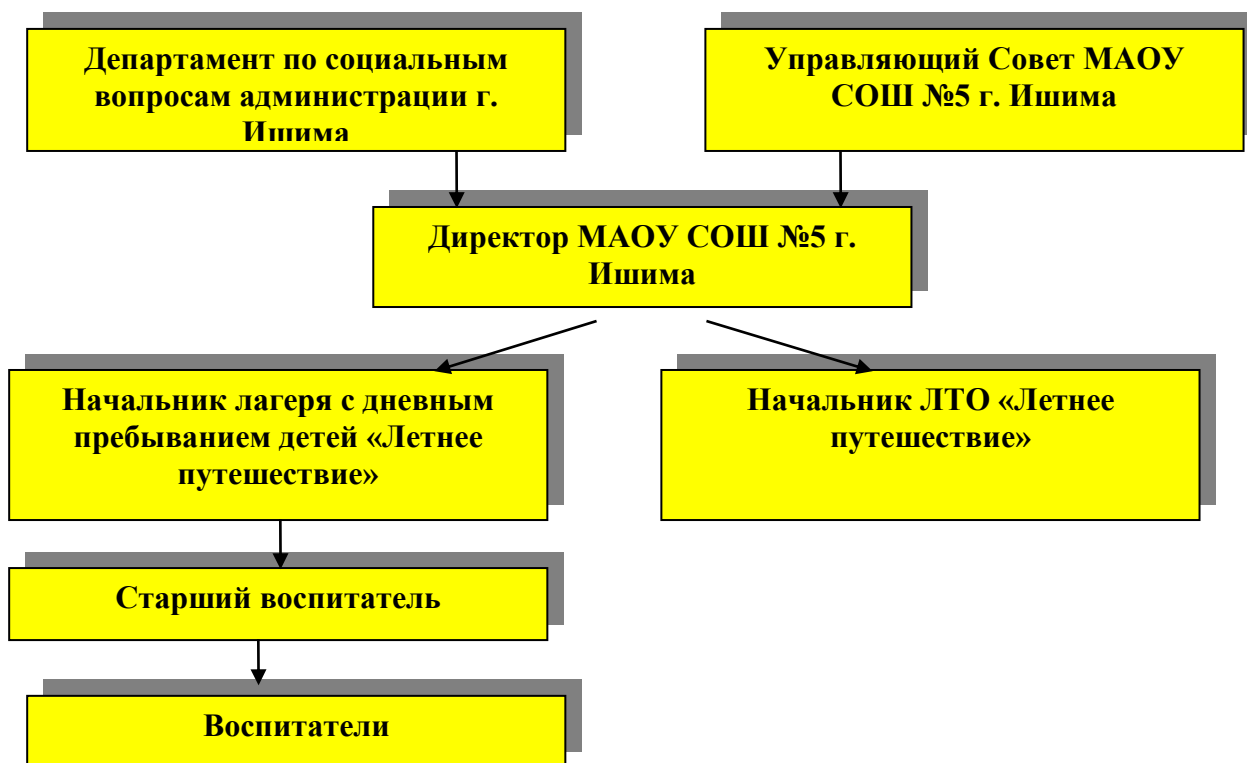 Департамент по социальным
вопросам администрации г.
Ишима
Управляющий Совет МАОУ
СОШ №5 г. Ишима
Директор МАОУ СОШ №5 г.
Ишима
Начальник лагеря с дневным
пребыванием детей «Летнее
путешествие»
Начальник ЛТО «Летнее
путешествие»
Старший воспитатель
Воспитатели